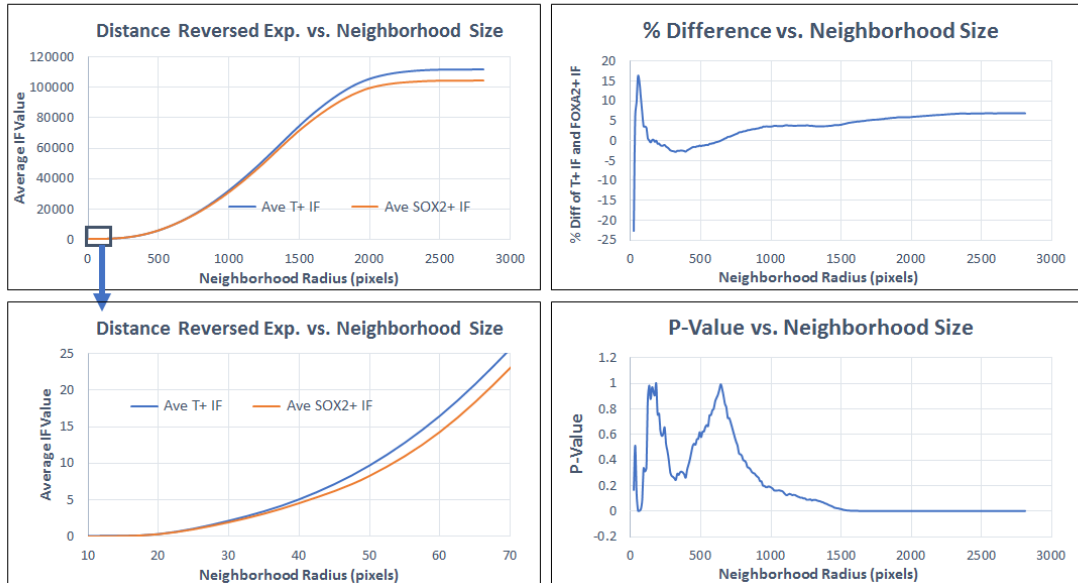 Distance Reversed Exp. vs. Neighborhood Size
Average IF Value
120000
100000
80000
60000
40000
20000
0
Ave T+ IF
Ave SOX2+ IF
0 500 1000 1500 2000 2500 3000
Neighborhood Radius (pixels)
% Difference vs. Neighborhood Size
% Diff of T+ IF and FOXA2+ IF
20
15
10
5
0
-5
-10
-15
-20
-25
0 500 1000 1500 2000 2500 3000
Neighborhood Radius (pixels)
Distance Reversed Exp. vs. Neighborhood Size
Average IF Value
25
20
15
10
5
0
Ave T+ IF
Ave SOX2+ IF
10 20 30 40 50 60 70
Neighborhood Radius (pixels)
P-Value vs. Neighborhood Size
P-Value
1.2
1
0.8
0.6
0.4
0.2
0
-0.2
0 500 1000 1500 2000 2500 3000
Neighborhood Radius (pixels)